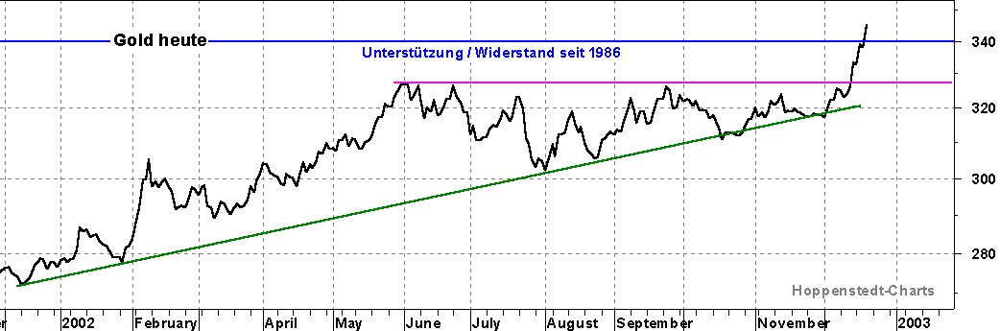 Gold heute
Unterstützung / Widerstand seit 1986
340
320
300
280
Hoppenstedt-Charts
er 2002 February April May June July August September November 2003